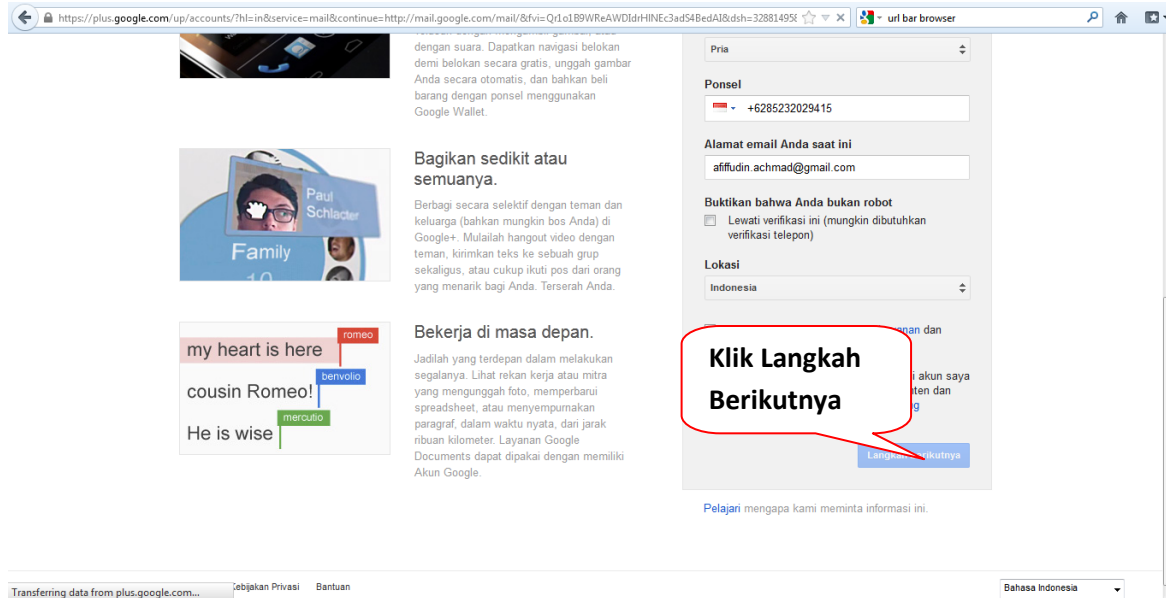 https://plus.google.com/up/accounts/?hl=in&service=mail&continue=http://mail.google.com/mail/&fvi=Qr1o1B9WReAWDIdrHINEc3adS4BedAI&dsh=32881495
url bar browser
dengan suara. Dapatkan navigasi belokan
demi belokan secara gratis, unggah gambar
Anda secara otomatis, dan bahkan beli
barang dengan ponsel menggunakan
Google Wallet.
Bagikan sedikit atau
semuanya.
Berbagi secara selektif dengan teman dan
keluarga (bahkan mungkin bos Anda) di
Google+. Mulailah hangout video dengan
teman, kirimkan teks ke sebuah grup
sekaligus, atau cukup ikuti pos dari orang
yang menarik bagi Anda. Terserah Anda.
Paul
Schlacter
Family
10
Bekerja di masa depan.
Jadilah yang terdepan dalam melakukan
segalanya. Lihat rekan kerja atau mitra
yang mengunggah foto, memperbarui
spreadsheet, atau menyempurnakan
paragraf, dalam waktu nyata, dari jarak
ribuan kilometer. Layanan Google
Documents dapat dipakai dengan memiliki
Akun Google.
romeo
my heart is here
benvolio
cousin Romeo!
mercutio
He is wise
Pria
Ponsel
+6285232029415
Alamat email Anda saat ini
afiffudin.achmad@gmail.com
Buktikan bahwa Anda bukan robot
Lewati verifikasi ini (mungkin dibutuhkan
verifikasi telepon)
Lokasi
Indonesia
dan
Klik Langkah
Berikutnya
akun saya
dan
Langkah Berikutnya
Pelajari mengapa kami meminta informasi ini.
Transferring data from plus.google.com...
Kebijakan Privasi Bantuan
Bahasa Indonesia